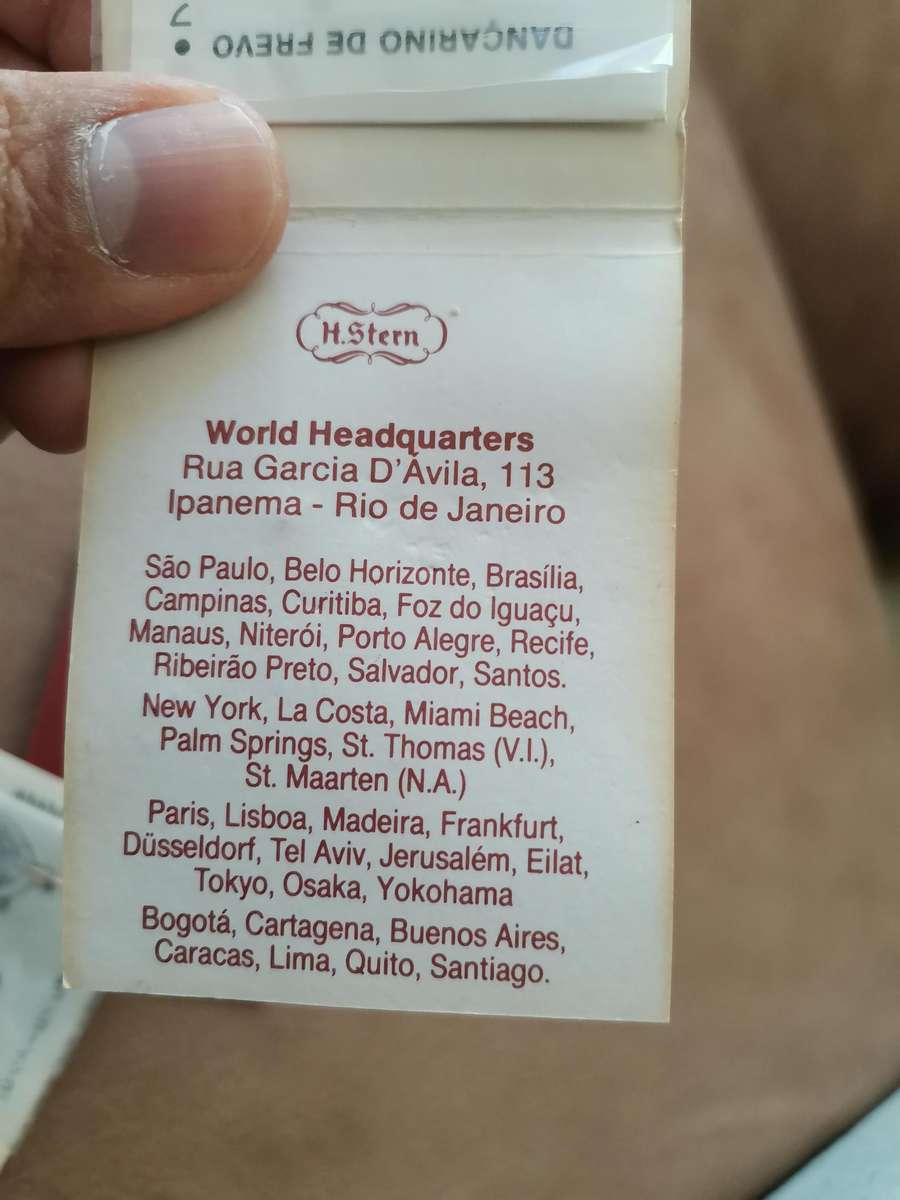 DANÇARINO DE FREVO •
H.Stern
World Headquarters
Rua Garcia D'Ávila, 113
Ipanema - Rio de Janeiro
São Paulo, Belo Horizonte, Brasília,
Campinas, Curitiba, Foz do Iguaçu,
Manaus, Niterói, Porto Alegre, Recife,
Ribeirão Preto, Salvador, Santos.
New York, La Costa, Miami Beach,
Palm Springs, St. Thomas (V.I.),
St. Maarten (N.A.)
Paris, Lisboa, Madeira, Frankfurt,
Düsseldorf, Tel Aviv, Jerusalém, Eilat,
Tokyo, Osaka, Yokohama
Bogotá, Cartagena, Buenos Aires,
Caracas, Lima, Quito, Santiago.